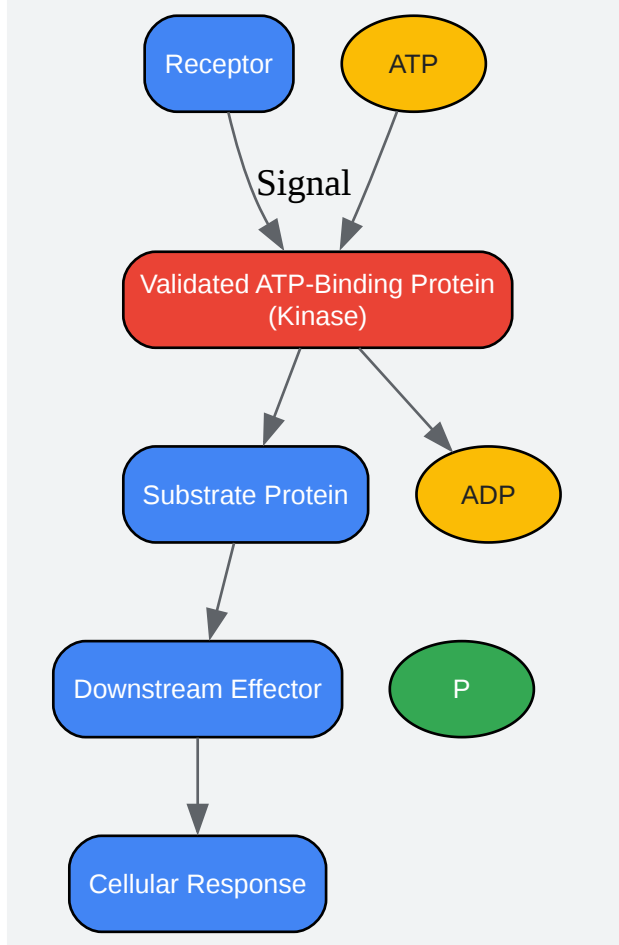 Receptor
ATP
Signal
Validated ATP-Binding Protein
(Kinase)
Substrate Protein
ADP
Downstream Effector
P
Cellular Response